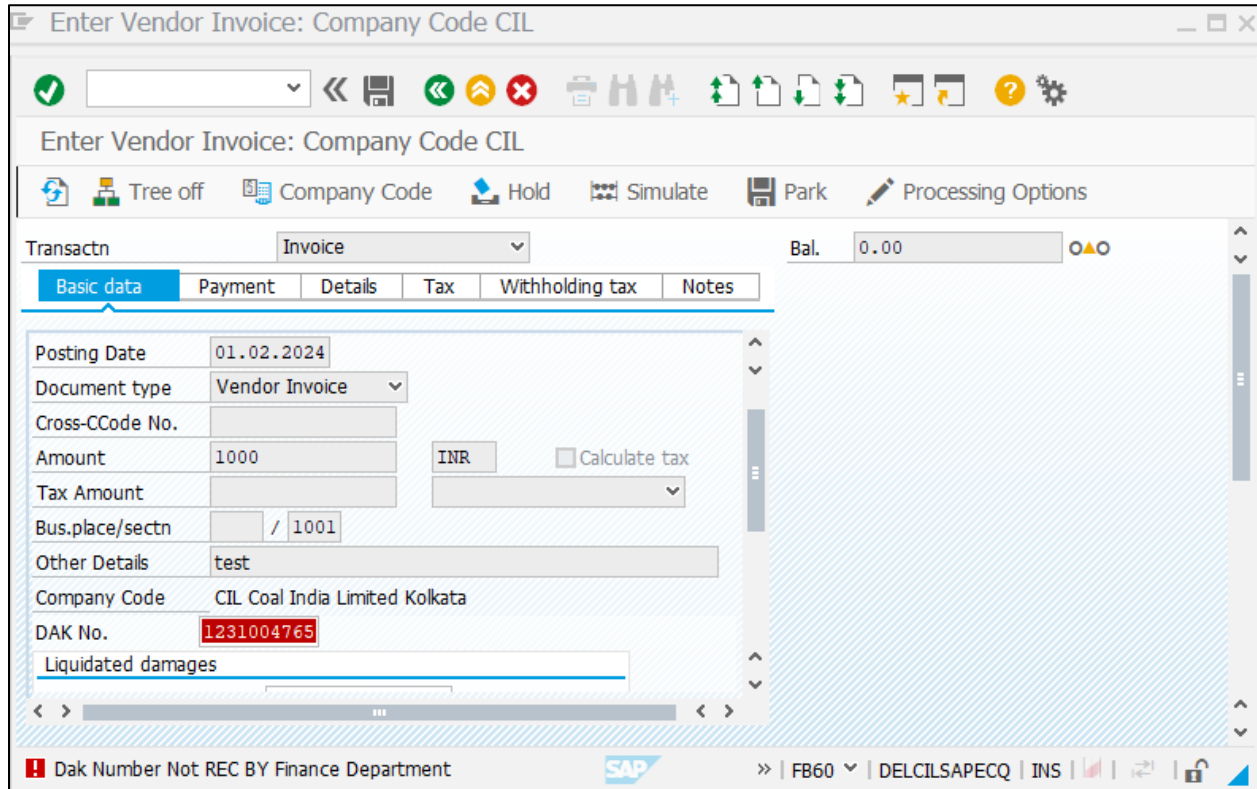 Enter Vendor Invoice: Company Code CIL
Enter Vendor Invoice: Company Code CIL
Tree off Company Code Hold Simulate Park Processing Options
Transactn Invoice Bal. 0.00
Basic data Payment Details Tax Withholding tax Notes
Posting Date 01.02.2024
Document type Vendor Invoice
Cross-CCode No.
Amount 1000 INR Calculate tax
Tax Amount
Bus.place/sectn / 1001
Other Details test
Company Code CIL Coal India Limited Kolkata
DAK No. 1231004765
Liquidated damages
Dak Number Not REC BY Finance Department SAP » | FB60 | DELCILSAPECQ | INS